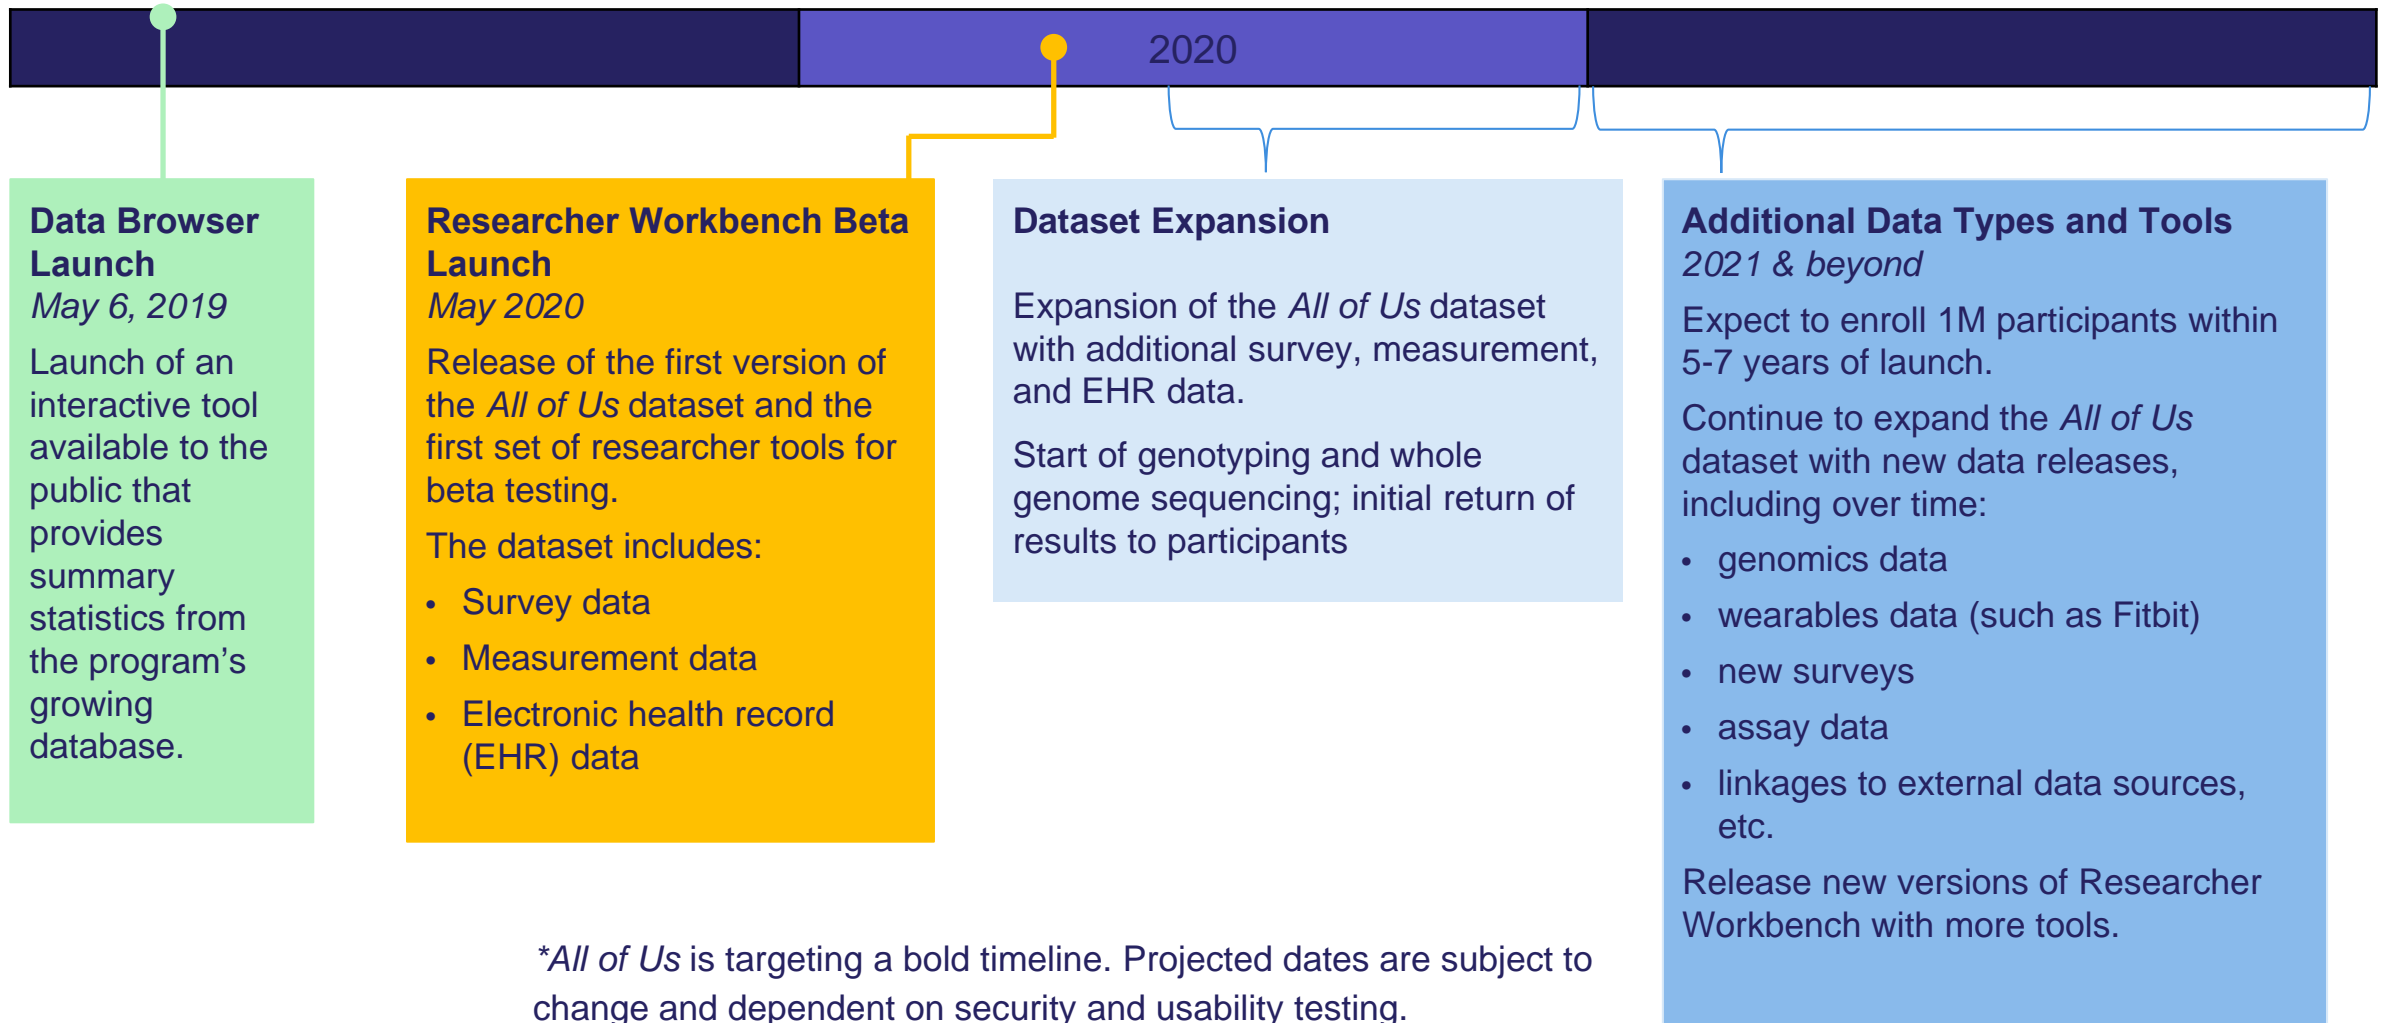 2020
Data Browser
Launch
May 6, 2019
Launch of an
interactive tool
available to the
public that
provides
summary
statistics from
the program’s
growing
database.
Researcher Workbench Beta
Launch
May 2020
Release of the first version of
the All of Us dataset and the
first set of researcher tools for
beta testing.
The dataset includes:
• Survey data
• Measurement data
• Electronic health record
(EHR) data
Dataset Expansion
Expansion of the All of Us dataset
with additional survey, measurement,
and EHR data.
Start of genotyping and whole
genome sequencing; initial return of
results to participants
Additional Data Types and Tools
2021 & beyond
Expect to enroll 1M participants within
5-7 years of launch.
Continue to expand the All of Us
dataset with new data releases,
including over time:
• genomics data
• wearables data (such as Fitbit)
• new surveys
• assay data
• linkages to external data sources,
etc.
Release new versions of Researcher
Workbench with more tools.
*All of Us is targeting a bold timeline. Projected dates are subject to
change and dependent on security and usability testing.